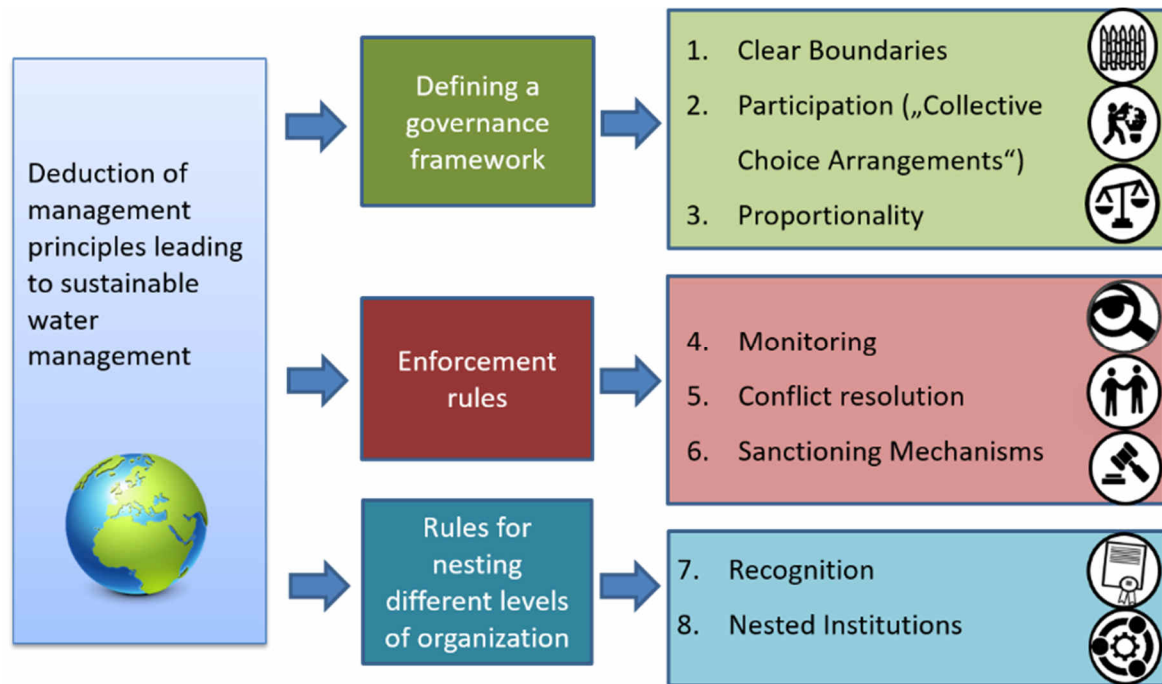 Deduction of
management
principles leading
to sustainable
water
management
Defining a
governance
framework
1. Clear Boundaries
2. Participation („Collective
Choice Arrangements“)
3. Proportionality
Enforcement
rules
4. Monitoring
5. Conflict resolution
6. Sanctioning Mechanisms
Rules for
nesting
different levels
of organization
7. Recognition
8. Nested Institutions